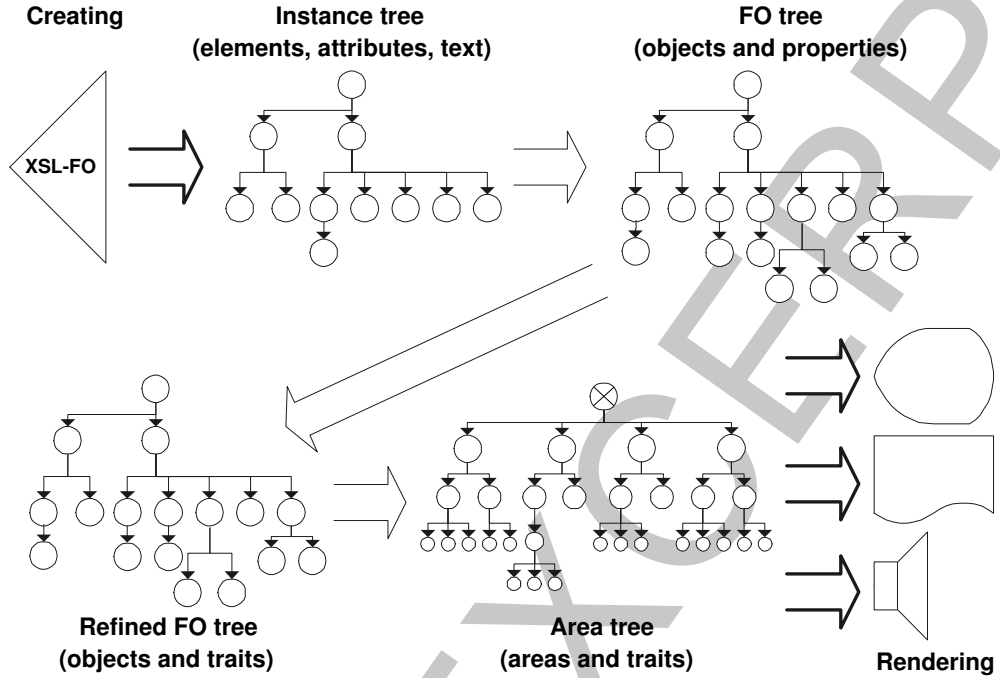 Creating
Instance tree
(elements, attributes, text)
FO tree
(objects and properties)
XSL-FO
Refined FO tree
(objects and traits)
Area tree
(areas and traits)
Rendering
EXCERP